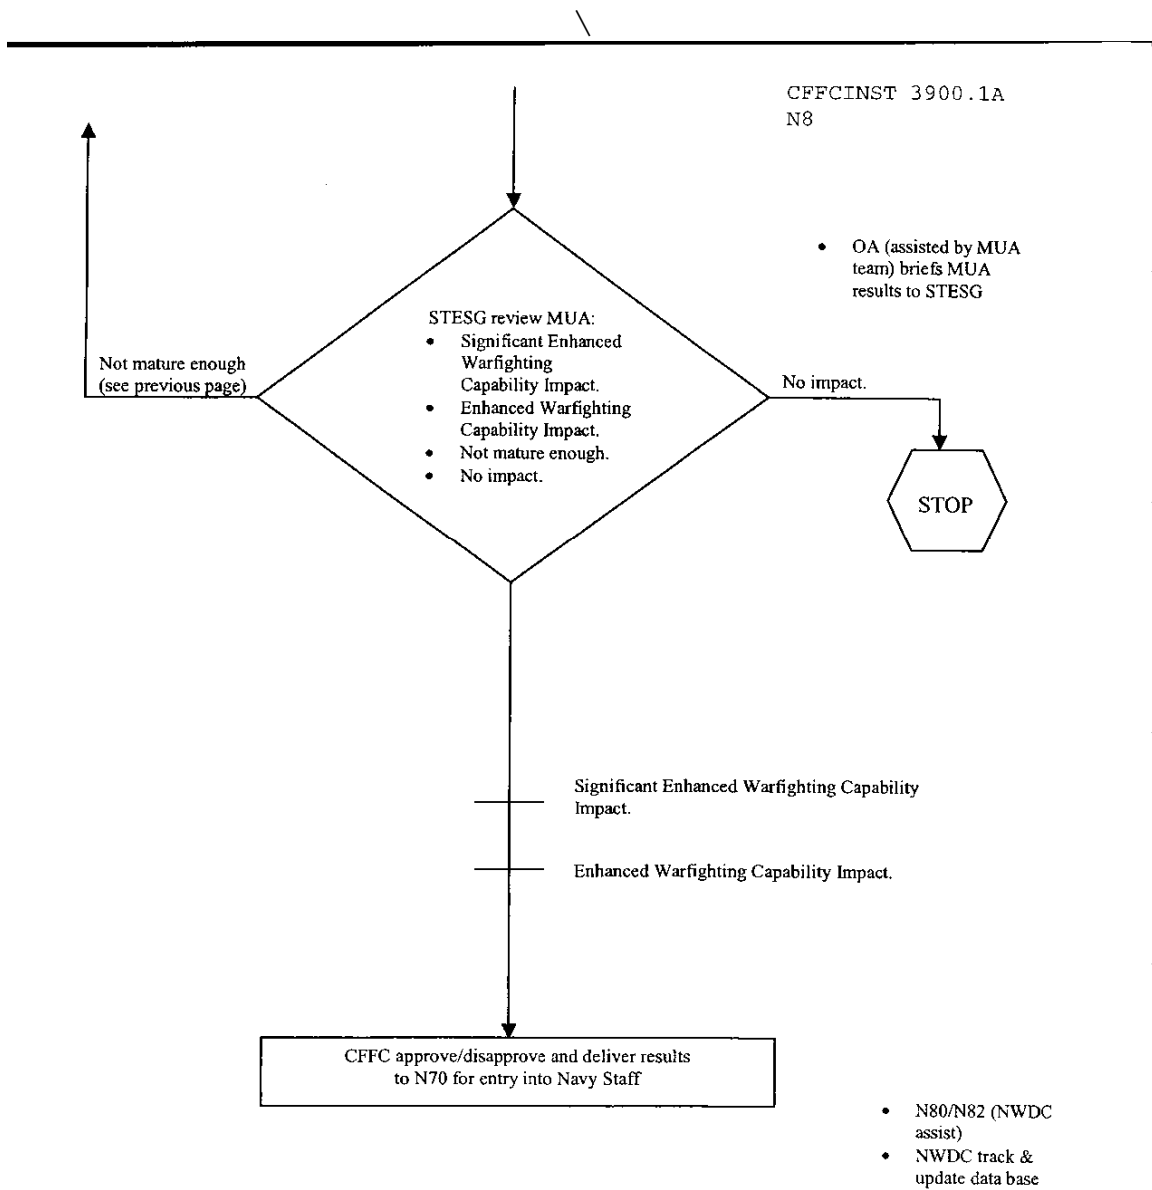 CFFCINST 3900.1A
N8
• OA (assisted by MUA
team) briefs MUA
results to STESG
STESG review MUA:
• Significant Enhanced
Warfighting
Capability Impact.
• Enhanced Warfighting
Capability Impact.
• Not mature enough.
• No impact.
Not mature enough
(see previous page)
No impact.
STOP
Significant Enhanced Warfighting Capability
Impact.
Enhanced Warfighting Capability Impact.
CFFC approve/disapprove and deliver results
to N70 for entry into Navy Staff
• N80/N82 (NWDC
assist)
• NWDC track &
update data base